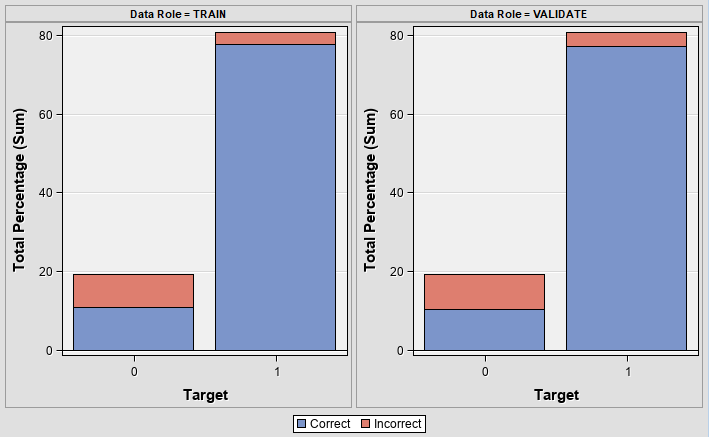 Data Role = TRAIN
Data Role = VALIDATE
Total Percentage (Sum)
80
60
40
20
0
0
1
Target
Total Percentage (Sum)
80
60
40
20
0
0
1
Target
Correct
Incorrect